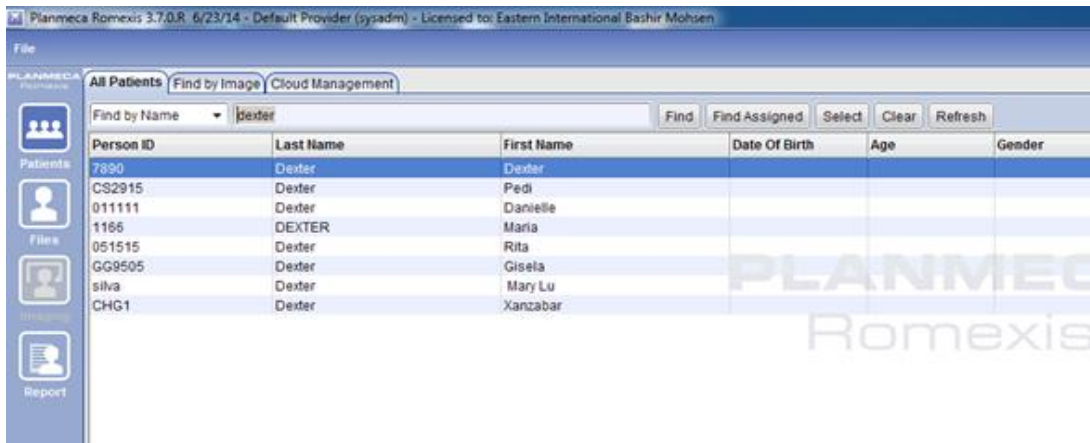 Planmeca Romexis 3.7.0.R 6/23/14 - Default Provider (sysadm) - Licensed to: Eastern International Bashir Mohsen
File
PLANMECA
Romexis
All Patients Find by Image Cloud Management
Find by Name dexter Find Find Assigned Select Clear Refresh
Person ID Last Name First Name Date Of Birth Age Gender
7890 Dexter Dexter
CS2915 Dexter Pedi
011111 Dexter Danielle
1166 DEXTER Maria
051515 Dexter Rita
GG9505 Dexter Gisela
silva Dexter Mary Lu
CHG1 Dexter Xanzabar
Patients
Files
Imaging
Report
PLANMEC
Romexis